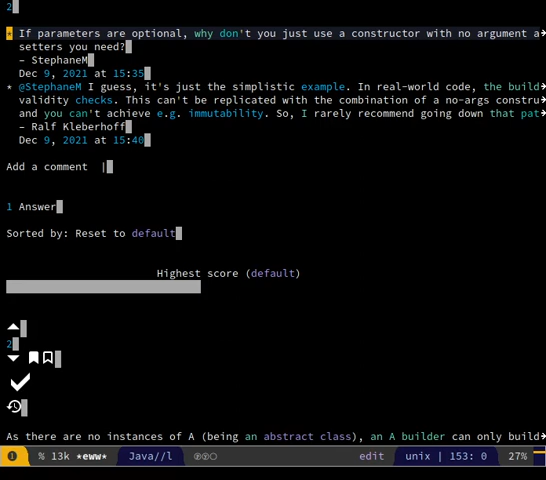 2
* If parameters are optional, why don't you just use a constructor with no argument a
setters you need?
– StephaneM
Dec 9, 2021 at 15:35
* @StephaneM I guess, it's just the simplistic example. In real-world code, the build
validity checks. This can't be replicated with the combination of a no-args constru
and you can't achieve e.g. immutability. So, I rarely recommend going down that pat
– Ralf Kleberhoff
Dec 9, 2021 at 15:40
Add a comment  |
1 Answer
Sorted by: Reset to default
Highest score (default)
2
As there are no instances of A (being an abstract class), an A builder can only build
% 13k *eww* Java//l edit unix | 153: 0 27%